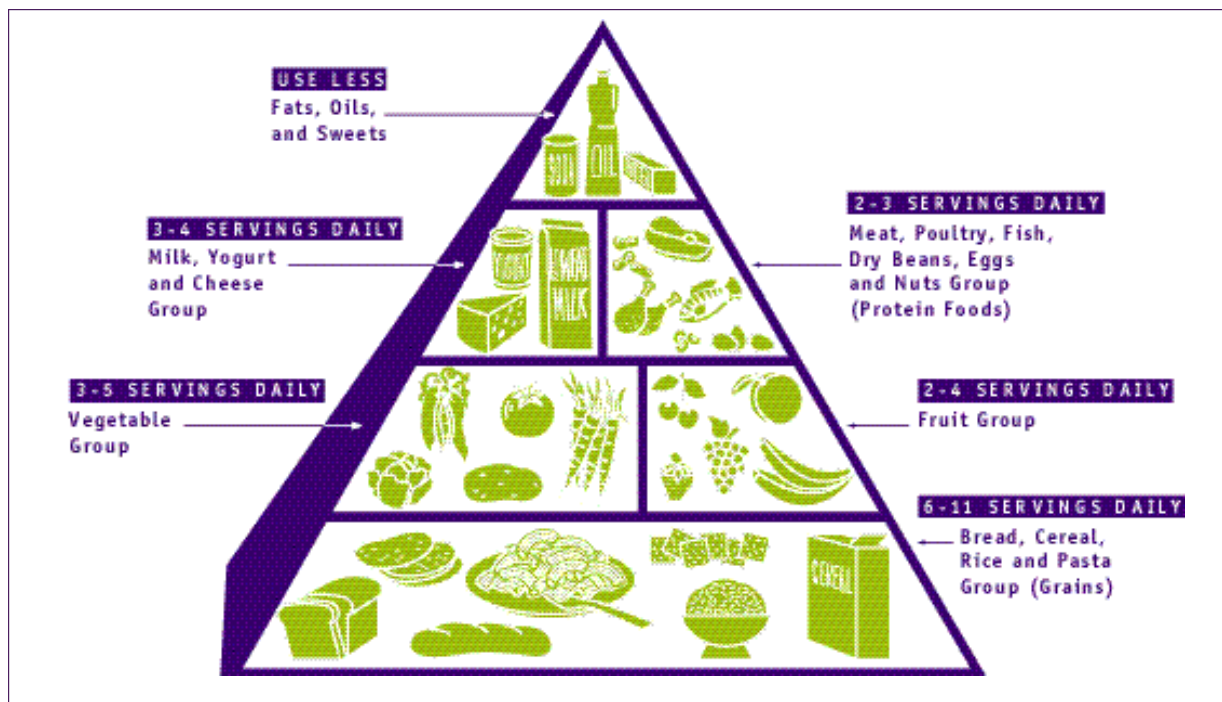 USE LESS
Fats, Oils,
and Sweets
OIL
3-4 SERVINGS DAILY
Milk, Yogurt
and Cheese
Group
MILK
2-3 SERVINGS DAILY
Meat, Poultry, Fish,
Dry Beans, Eggs
and Nuts Group
(Protein Foods)
3-5 SERVINGS DAILY
Vegetable
Group
2-4 SERVINGS DAILY
Fruit Group
6-11 SERVINGS DAILY
Bread, Cereal,
Rice and Pasta
Group (Grains)
CEREAL